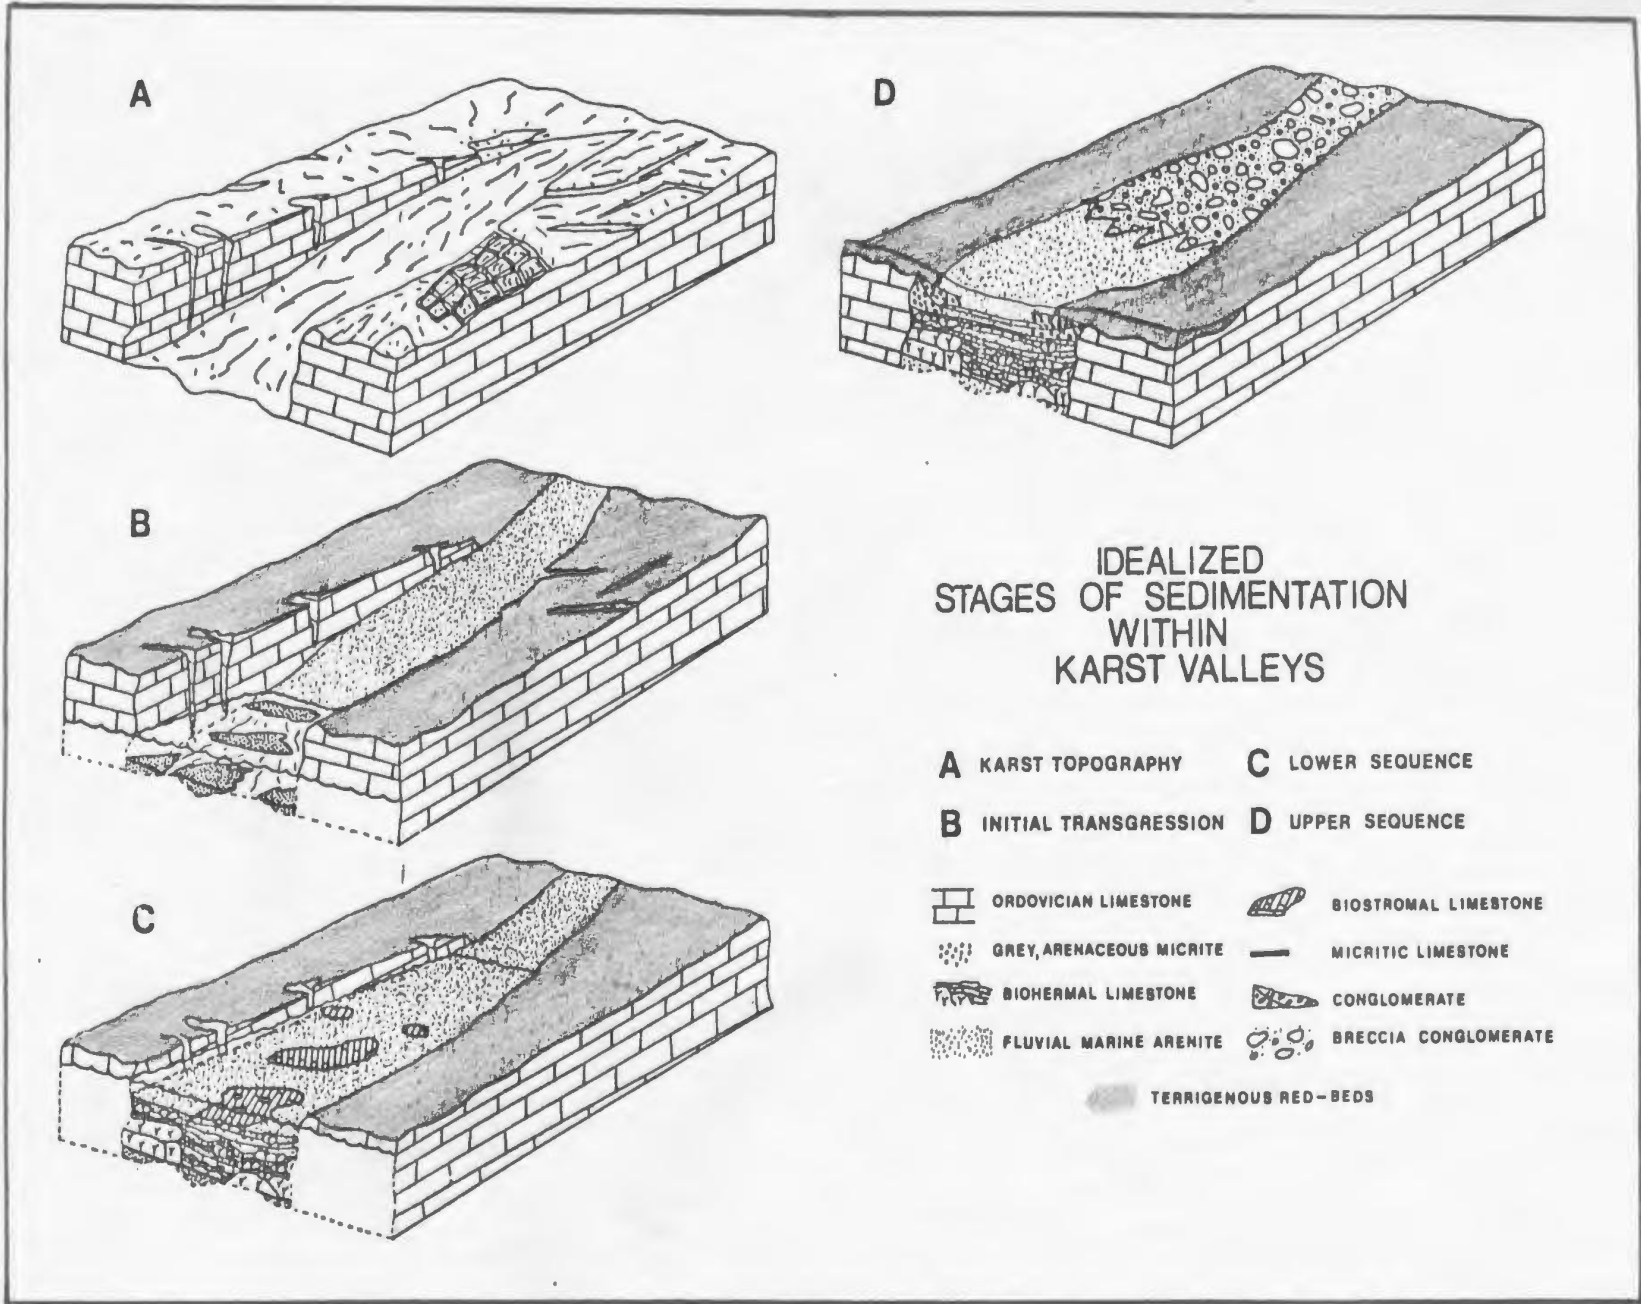 A
D
B
C
IDEALIZED
STAGES OF SEDIMENTATION
WITHIN
KARST VALLEYS
A KARST TOPOGRAPHY
C LOWER SEQUENCE
B INITIAL TRANSGRESSION
D UPPER SEQUENCE
ORDOVICIAN LIMESTONE
BIOSTROMAL LIMESTONE
GREY, ARENACEOUS MICRITE
MICRITIC LIMESTONE
BIOHERMAL LIMESTONE
CONGLOMERATE
FLUVIAL MARINE ARENITE
BRECCIA CONGLOMERATE
TERRIGENOUS RED-BEDS